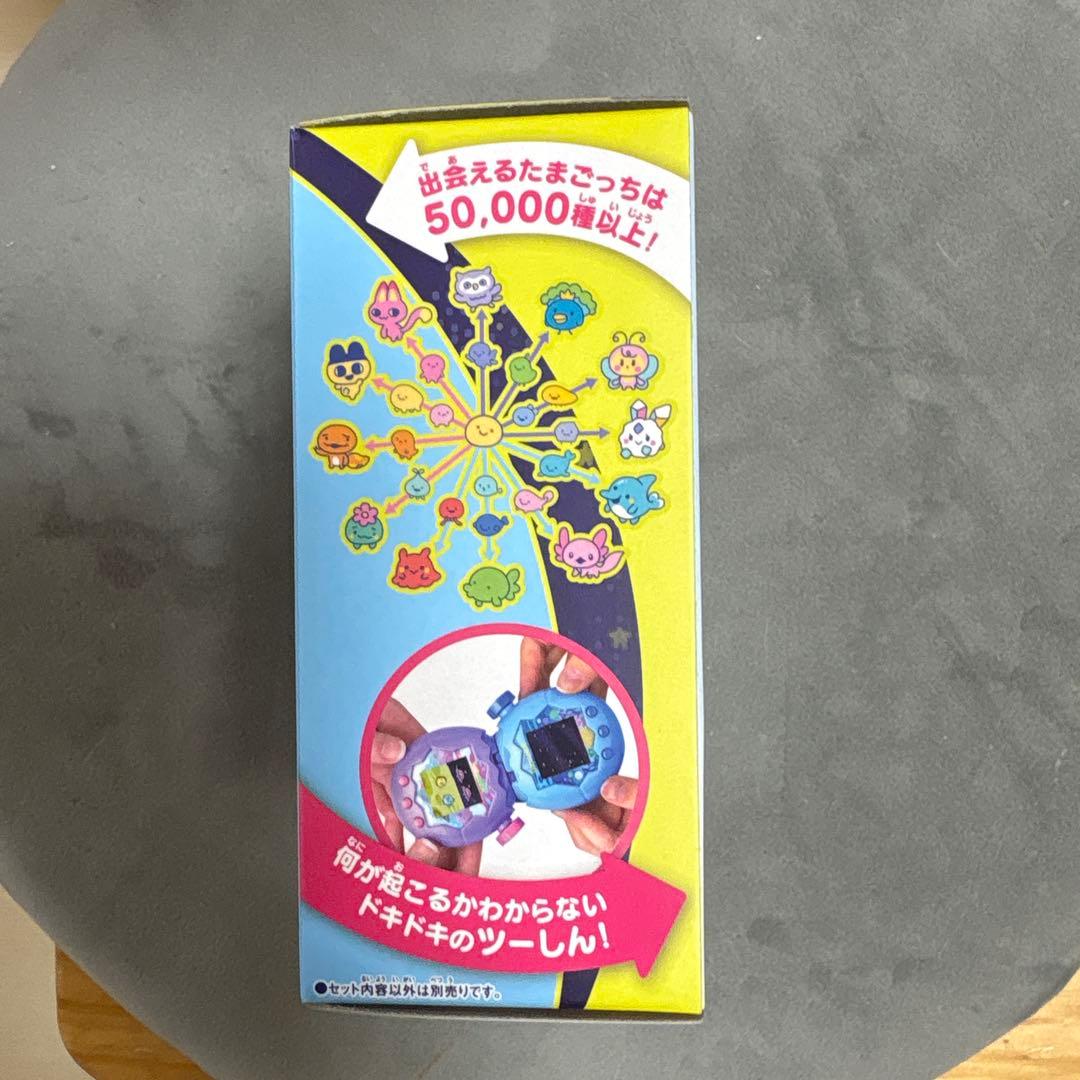 出会えるたまごっちは
50,000種以上！
何が起こるかわからない
ドキドキのツーしん！
●セット内容以外は別売りです。